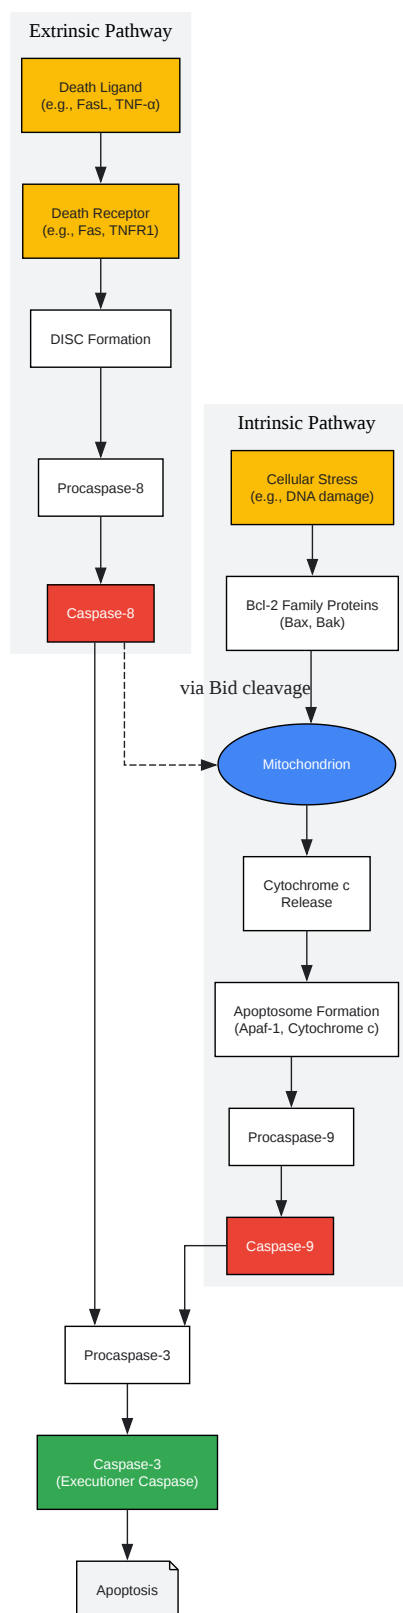 Extrinsic Pathway
Death Ligand
(e.g., FasL, TNF-α)
Death Receptor
(e.g., Fas, TNFR1)
DISC Formation
Procaspase-8
Caspase-8
Intrinsic Pathway
Cellular Stress
(e.g., DNA damage)
Bcl-2 Family Proteins
(Bax, Bak)
via Bid cleavage
Mitochondrion
Cytochrome c
Release
Apoptosome Formation
(Apaf-1, Cytochrome c)
Procaspase-9
Caspase-9
Procaspase-3
Caspase-3
(Executioner Caspase)
Apoptosis